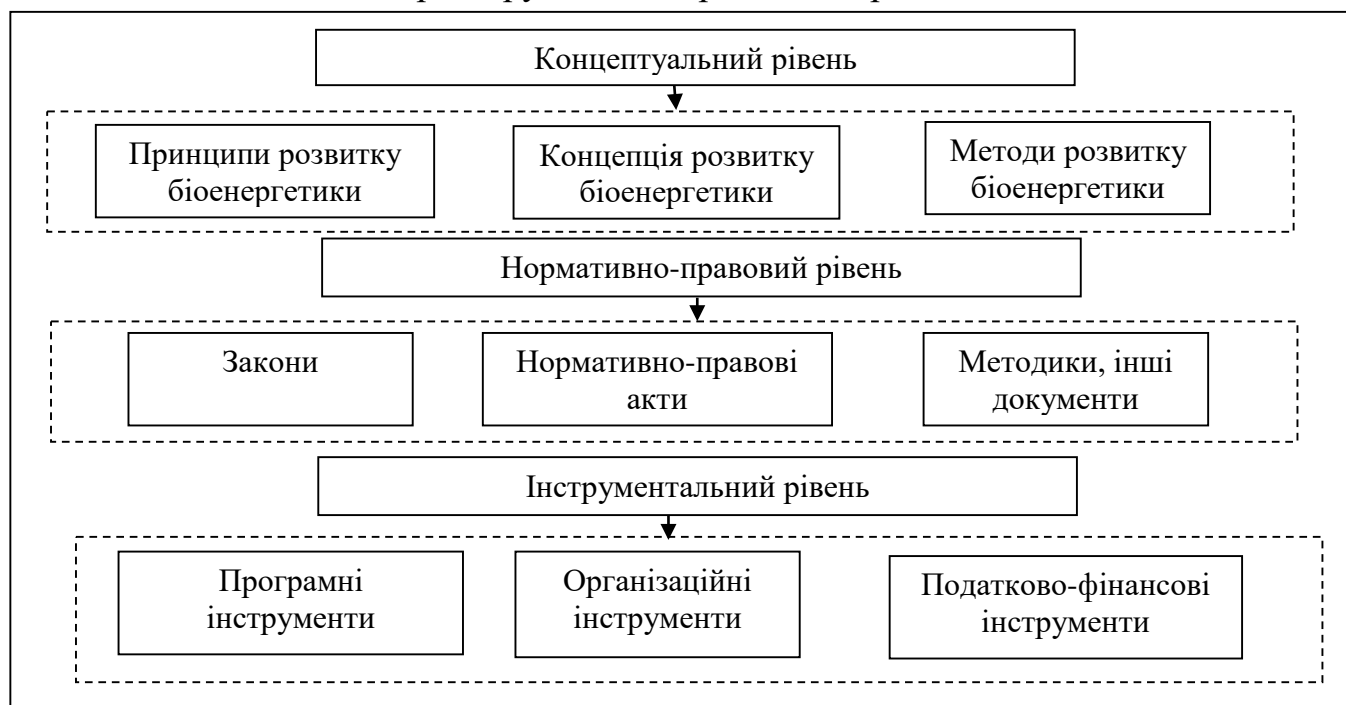 Концептуальний рівень
Принципи розвитку
біоенергетики
Концепція розвитку
біоенергетики
Методи розвитку
біоенергетики
Нормативно-правовий рівень
Закони
Нормативно-правові
акти
Методики, інші
документи
Інструментальний рівень
Програмні
інструменти
Організаційні
інструменти
Податково-фінансові
інструменти